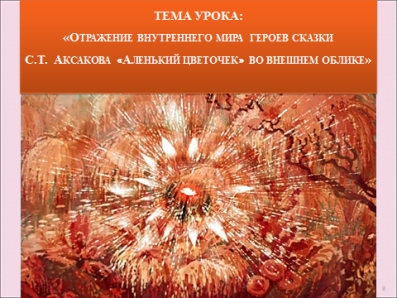 ТЕМА УРОКА:
«ОТРАЖЕНИЕ ВНУТРЕННЕГО МИРА ГЕРОЕВ СКАЗКИ
С.Т. АКСАКОВА «АЛЕНЬКИЙ ЦВЕТОЧЕК» ВО ВНЕШНЕМ ОБЛИКЕ»